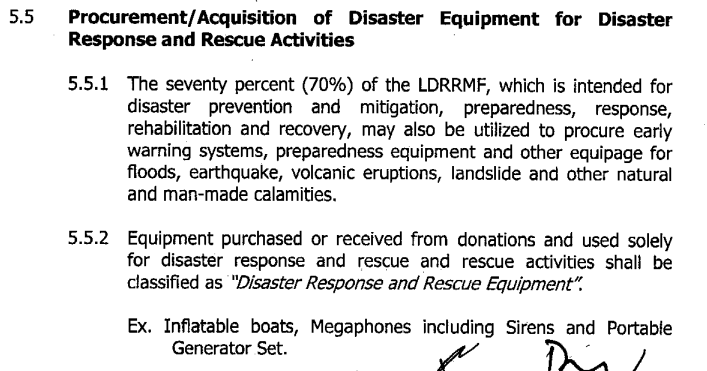 5.5 Procurement/Acquisition of Disaster Equipment for Disaster
Response and Rescue Activities
5.5.1 The seventy percent (70%) of the LDRRMF, which is intended for
disaster prevention and mitigation, preparedness, response,
rehabilitation and recovery, may also be utilized to procure early
warning systems, preparedness equipment and other equipage for
floods, earthquake, volcanic eruptions, landslide and other natural
and man-made calamities.
5.5.2 Equipment purchased or received from donations and used solely
for disaster response and rescue and rescue activities shall be
classified as "Disaster Response and Rescue Equipment".
Ex. Inflatable boats, Megaphones including Sirens and Portable
Generator Set.